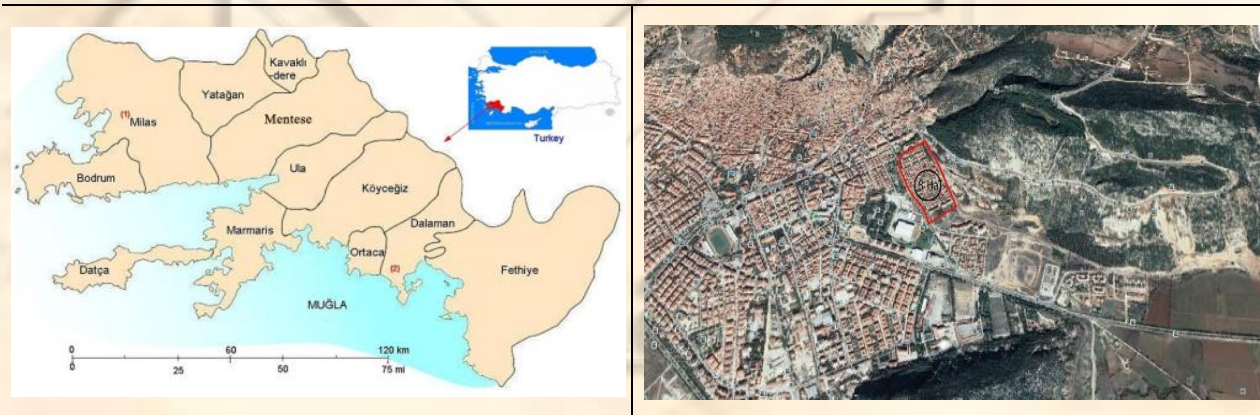 Kavaklı
-dere
Yatağan
(1) Milas
Mentese
Turkey
Ula
Bodrum
Köyceğiz
Dalaman
Marmaris
Ortaca
Datça
(2)
Fethiye
MUĞLA
0 60 120 km
0 25 50 75 mi